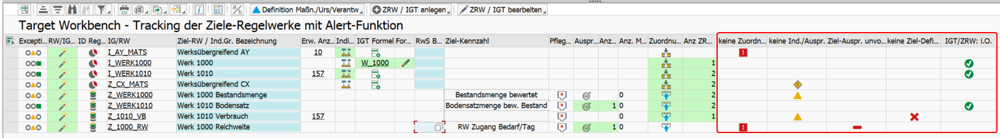 Definition Maßn./Urs/Verantw. ZRW / IGT anlegen ZRW / IGT bearbeiten
Target Workbench - Tracking der Ziele-Regelwerke mit Alert-Funktion
Excepti... RW/IG... ID Reg... IG/RW Ziel-RW / Ind.Gr. Bezeichnung Erw. Anz... Indi... IGT Formel For... RwS B... Ziel-Kennzahl Pfleg... Auspr... Anz... Anz. M... Zuordnu... Anz ZR... keine Zuordn... keine Ind./Auspr. Ziel-Auspr. unvo... keine Ziel-Defi... IGT/ZRW: i.O.
I_AY_MATS Werksübergreifend AY 10
I_WERK1000 Werk 1000 W_1000 1
I_WERK1010 Werk 1010 157 2
Z_CX_MATS Werksübergreifend CX 2
Z_WERK1000 Werk 1000 Bestandsmenge Bestandsmenge bewertet 0 2
Z_WERK1010 Werk 1010 Bodensatz Bodensatzmenge bew. Bestand 1 0 2
Z_1010_VB Werk 1010 Verbrauch 157 0 1
Z_1000_RW Werk 1000 Reichweite RW Zugang Bedarf/Tag 1 0